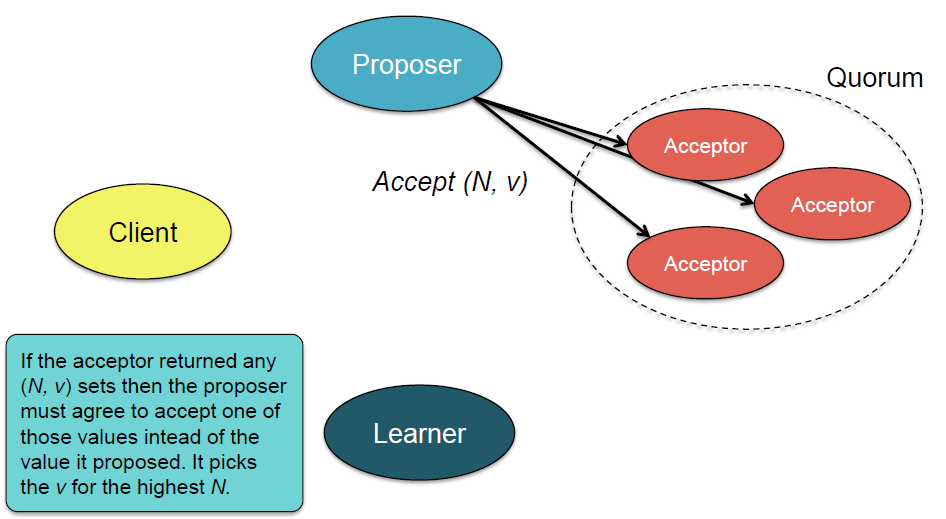 Proposer
Quorum
Acceptor
Accept (N, v)
Acceptor
Client
Acceptor
If the acceptor returned any
(N, v) sets then the proposer
must agree to accept one of
those values intead of the
value it proposed. It picks
the v for the highest N.
Learner